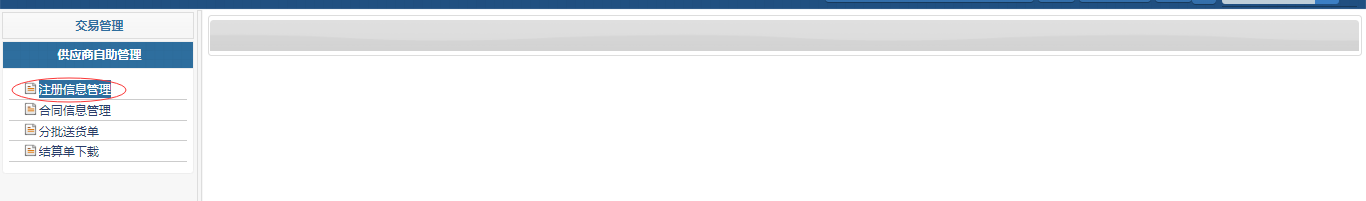 交易管理
供应商自助管理
注册信息管理
合同信息管理
分批送货单
结算单下载